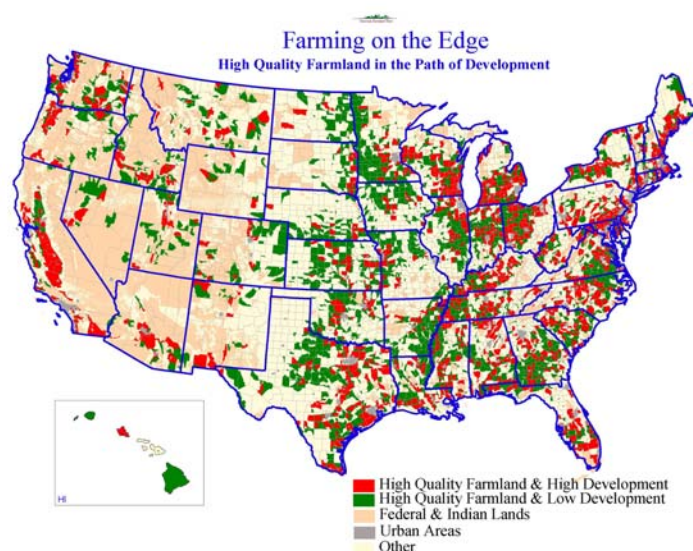 Farming on the Edge
High Quality Farmland in the Path of Development
HI
High Quality Farmland & High Development
High Quality Farmland & Low Development
Federal & Indian Lands
Urban Areas
Other